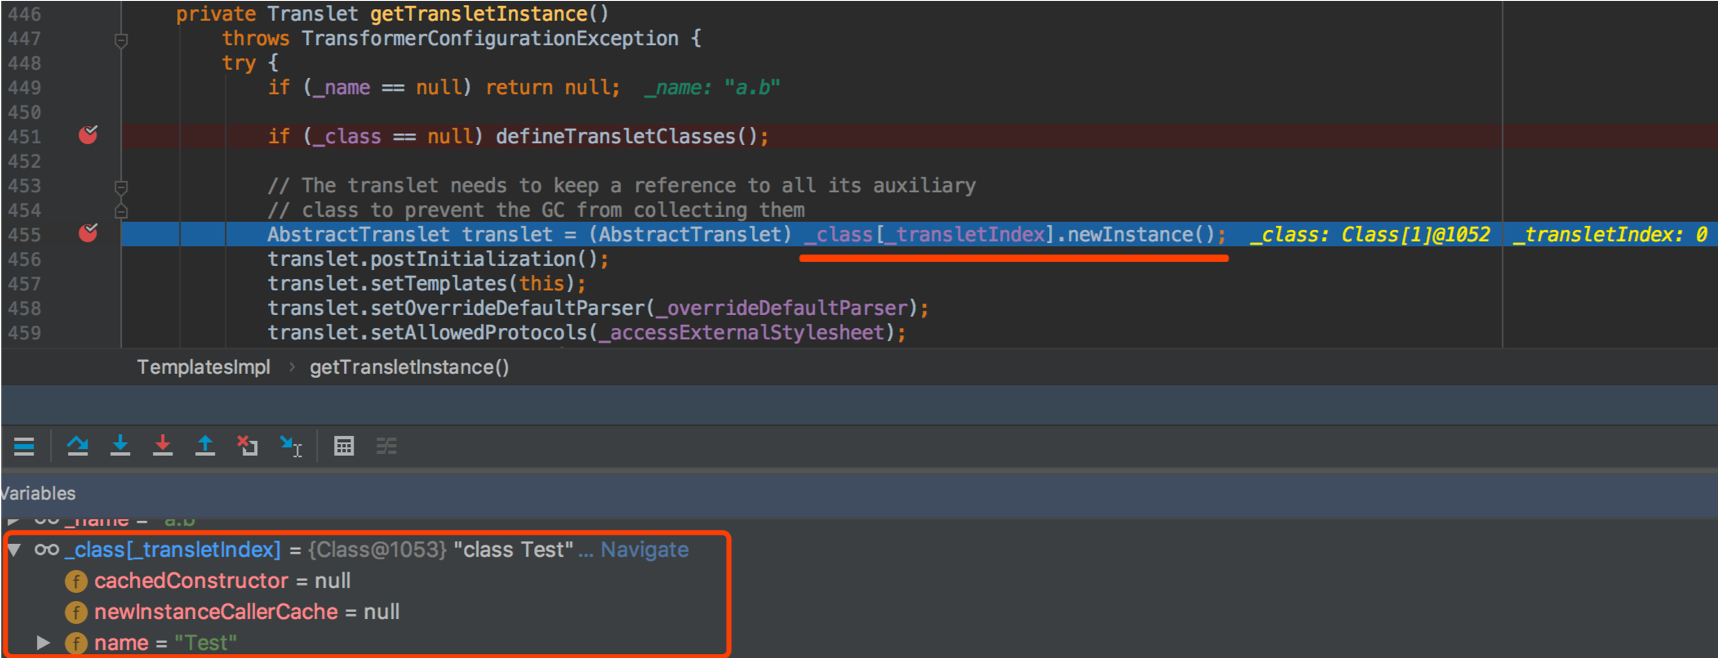 446 private Translet getTransletInstance()
447 throws TransformerConfigurationException {
448 try {
449 if (_name == null) return null; _name: "a.b"
450
451 if (_class == null) defineTransletClasses();
452
453 // The translet needs to keep a reference to all its auxiliary
454 // class to prevent the GC from collecting them
455 AbstractTranslet translet = (AbstractTranslet) _class[_transletIndex].newInstance(); _class: Class[1]@1052 _transletIndex: 0
456 translet.postInitialization();
457 translet.setTemplates(this);
458 translet.setOverrideDefaultParser(_overrideDefaultParser);
459 translet.setAllowedProtocols(_accessExternalStylesheet);
TemplatesImpl › getTransletInstance()
Variables
_name = "a.b"
_class[_transletIndex] = {Class@1053} "class Test" ... Navigate
f cachedConstructor = null
f newInstanceCallerCache = null
f name = "Test"